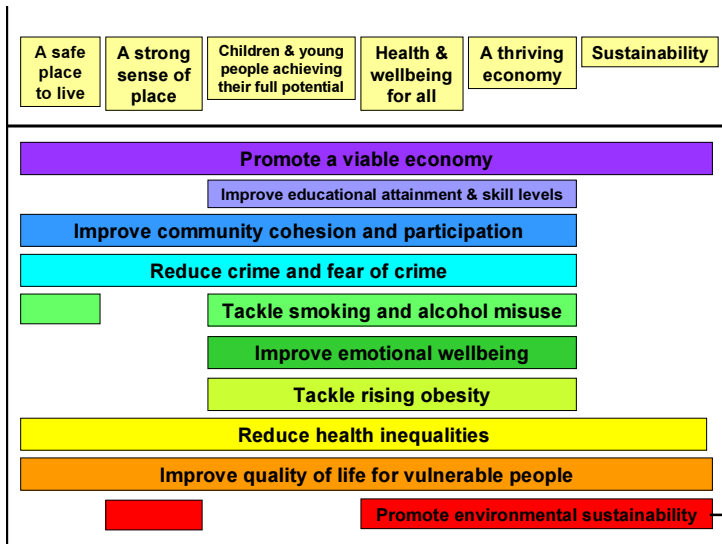 A safe
place
to live
A strong
sense of
place
Children & young
people achieving
their full potential
Health &
wellbeing
for all
A thriving
economy
Sustainability
Promote a viable economy
Improve educational attainment & skill levels
Improve community cohesion and participation
Reduce crime and fear of crime
Tackle smoking and alcohol misuse
Improve emotional wellbeing
Tackle rising obesity
Reduce health inequalities
Improve quality of life for vulnerable people
Promote environmental sustainability